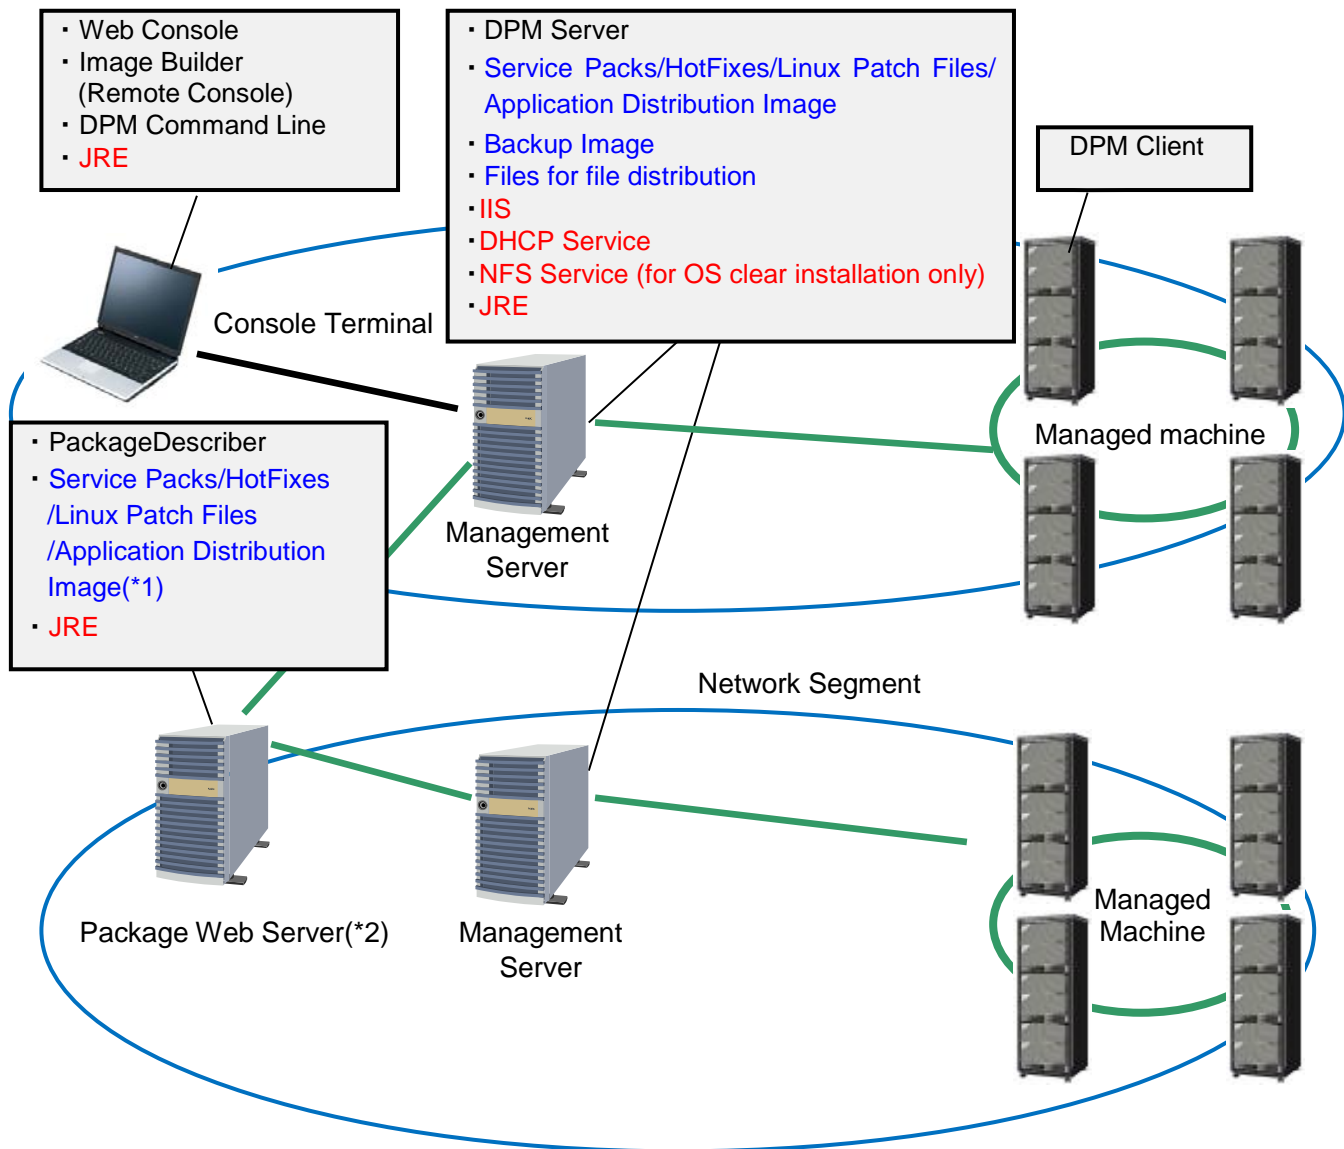 ・ Web Console
・ Image Builder
(Remote Console)
・ DPM Command Line
・ JRE
・ DPM Server
・ Service Packs/HotFixes/Linux Patch Files/
Application Distribution Image
・ Backup Image
・ Files for file distribution
・IIS
・DHCP Service
・NFS Service (for OS clear installation only)
・JRE
DPM Client
Console Terminal
Management
Server
Managed machine
・ PackageDescriber
・ Service Packs/HotFixes
/Linux Patch Files
/Application Distribution
Image(*1)
・ JRE
Network Segment
Package Web Server(*2)
Management
Server
Managed
Machine